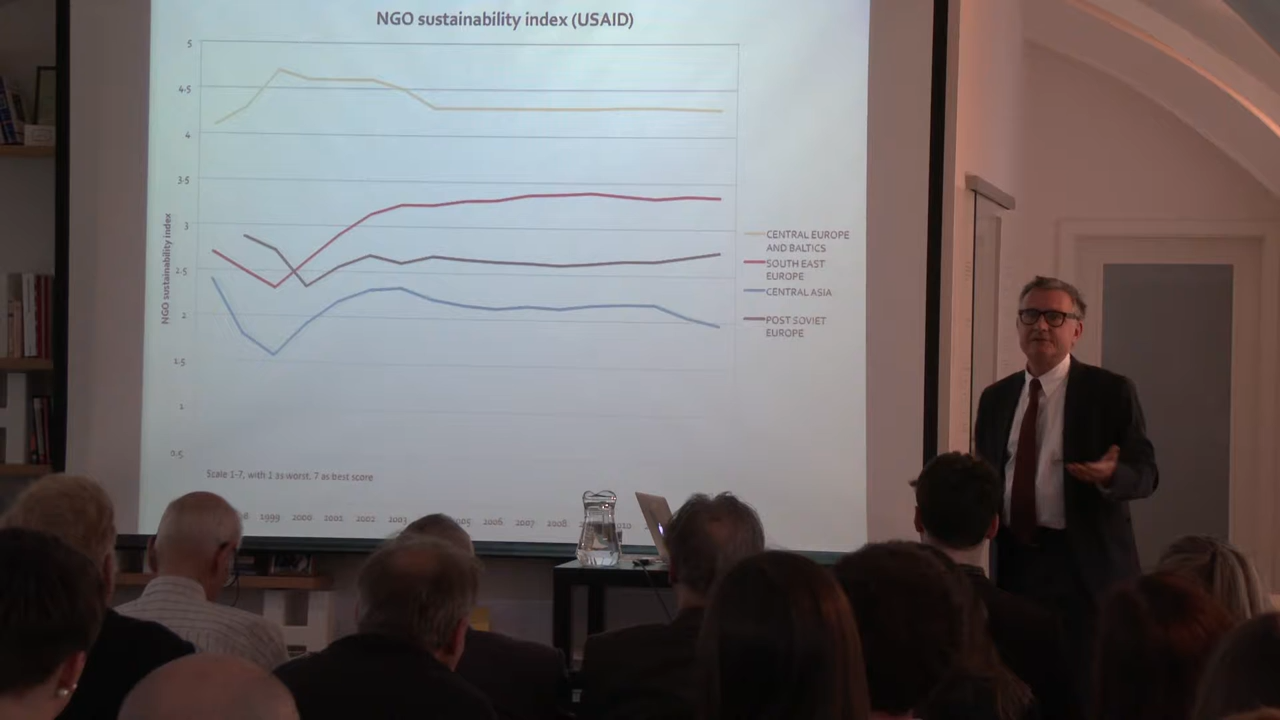 NGO sustainability index (USAID)
5
4.5
4
3.5
3
2.5
2
1.5
1
0.5
NGO sustainability index
CENTRAL EUROPE
AND BALTICS
SOUTH EAST
EUROPE
CENTRAL ASIA
POST SOVIET
EUROPE
Scale 1-7, with 1 as worst, 7 as best score
1999 2000 2001 2002 2003 2006 2007 2008